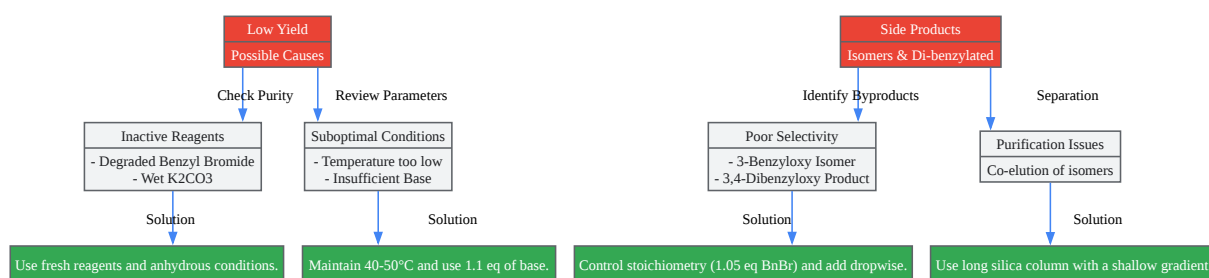 Low Yield
Possible Causes
Side Products
Isomers & Di-benzylated
Check Purity
Review Parameters
Identify Byproducts
Separation
Inactive Reagents
- Degraded Benzyl Bromide
- Wet K2CO3
Suboptimal Conditions
- Temperature too low
- Insufficient Base
Poor Selectivity
- 3-Benzyloxy Isomer
- 3,4-Dibenzyloxy Product
Purification Issues
Co-elution of isomers
Solution
Solution
Solution
Solution
Use fresh reagents and anhydrous conditions.
Maintain 40-50°C and use 1.1 eq of base.
Control stoichiometry (1.05 eq BnBr) and add dropwise.
Use long silica column with a shallow gradient